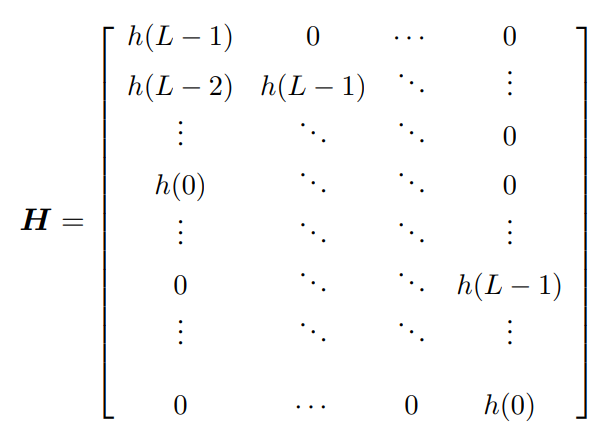 h(L − 1) 0 ⋯ 0
h(L − 2) h(L − 1) ⋱ ⋮
⋮ ⋱ ⋱ 0
h(0) ⋱ ⋱ 0
H = ⋮ ⋱ ⋱ ⋮
0 ⋱ ⋱ h(L − 1)
⋮ ⋱ ⋱ ⋮
0 ⋯ 0 h(0)